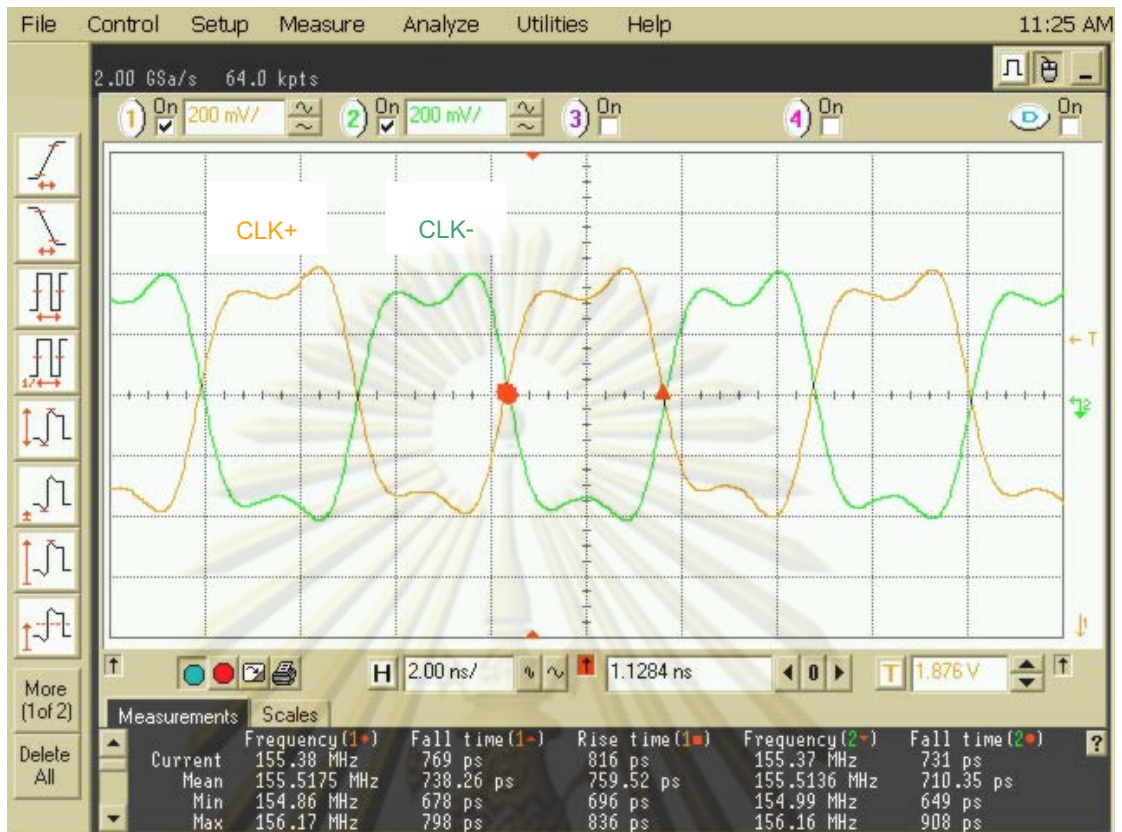 File Control Setup Measure Analyze Utilities Help 11:25 AM
2.00 GSa/s 64.0 kpts
1 On 200 mV/ 2 On 200 mV/ 3 On 4 On D On
CLK+ CLK-
T
2
1
H 2.00 ns/ 1.1284 ns 0 T 1.876 V
More
(1of 2)
Delete
All
Measurements Scales
Frequency(1) Fall time(1) Rise time(1) Frequency(2) Fall time(2) ?
Current 155.38 MHz 769 ps 816 ps 155.37 MHz 731 ps
Mean 155.5175 MHz 738.26 ps 759.52 ps 155.5136 MHz 710.35 ps
Min 154.86 MHz 678 ps 696 ps 154.99 MHz 649 ps
Max 156.17 MHz 798 ps 836 ps 156.16 MHz 908 ps